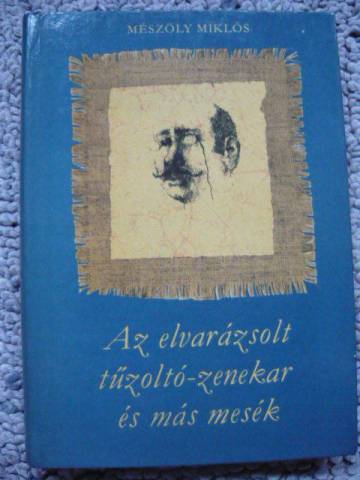 MÉSZÖLY MIKLÓS
Az elvarázsolt
tűzoltó-zenekar
és más mesék